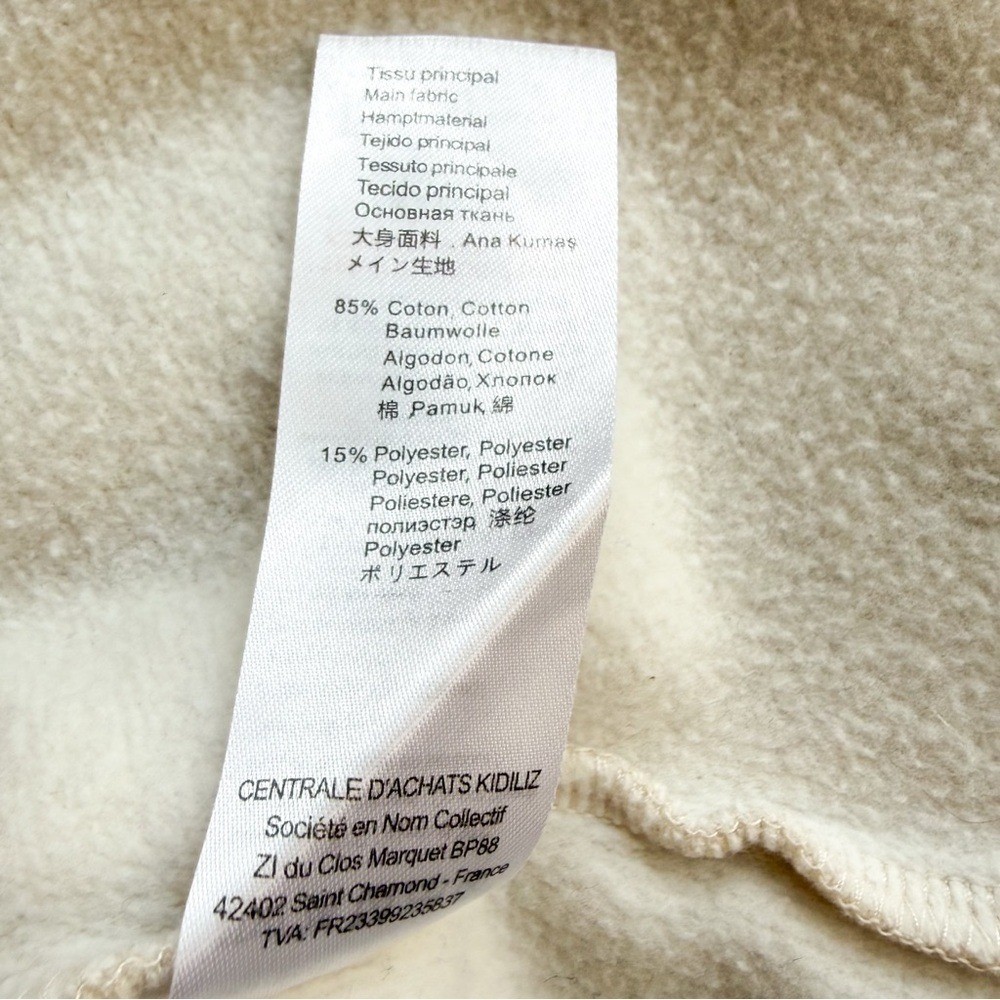 Tissu principal
Main fabric
Hamptmaterial
Tejido principal
Tessuto principale
Tecido principal
Основная ткань
大身面料 . Ana Kumaş
メイン生地
85% Coton, Cotton
Baumwolle
Algodon, Cotone
Algodão, Хлопок
棉 ,Pamuk, 綿
15% Polyester, Polyester
Polyester, Poliester
Poliestere, Poliester
полиэстэр 涤纶
Polyester
ポリエステル
CENTRALE D'ACHATS KIDILIZ
Société en Nom Collectif
ZI du Clos Marquet BP88
42402 Saint Chamond - France
TVA: FR23399235837